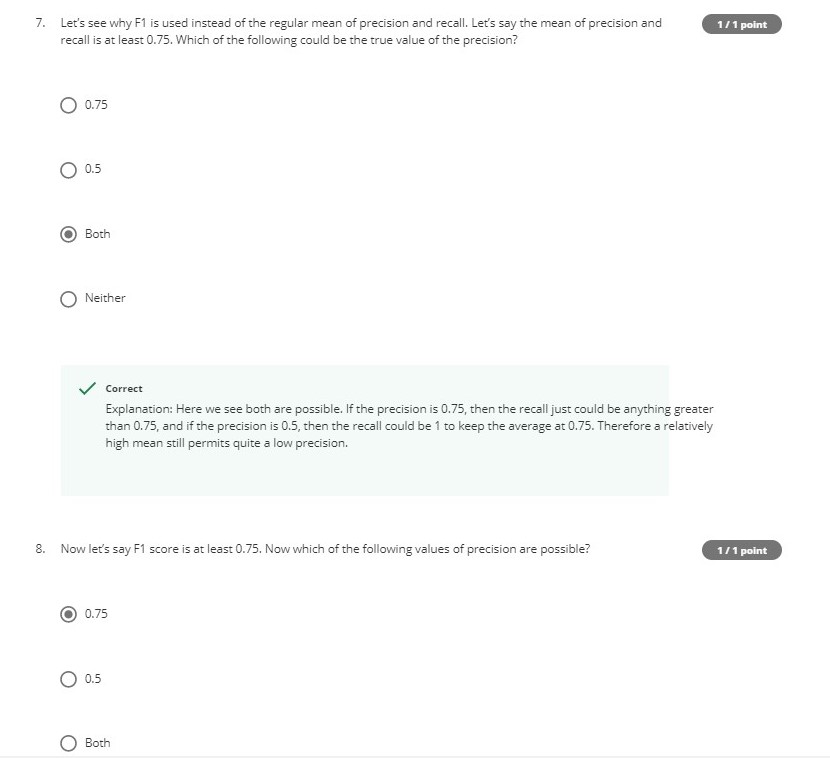 7. Let's see why F1 is used instead of the regular mean of precision and recall. Let's say the mean of precision and
1 / 1 point
recall is at least 0.75. Which of the following could be the true value of the precision?
0.75
0.5
Both
Neither
Correct
Explanation: Here we see both are possible. If the precision is 0.75, then the recall just could be anything greater
than 0.75, and if the precision is 0.5, then the recall could be 1 to keep the average at 0.75. Therefore a relatively
high mean still permits quite a low precision.
8. Now let's say F1 score is at least 0.75. Now which of the following values of precision are possible?
1 / 1 point
0.75
0.5
Both